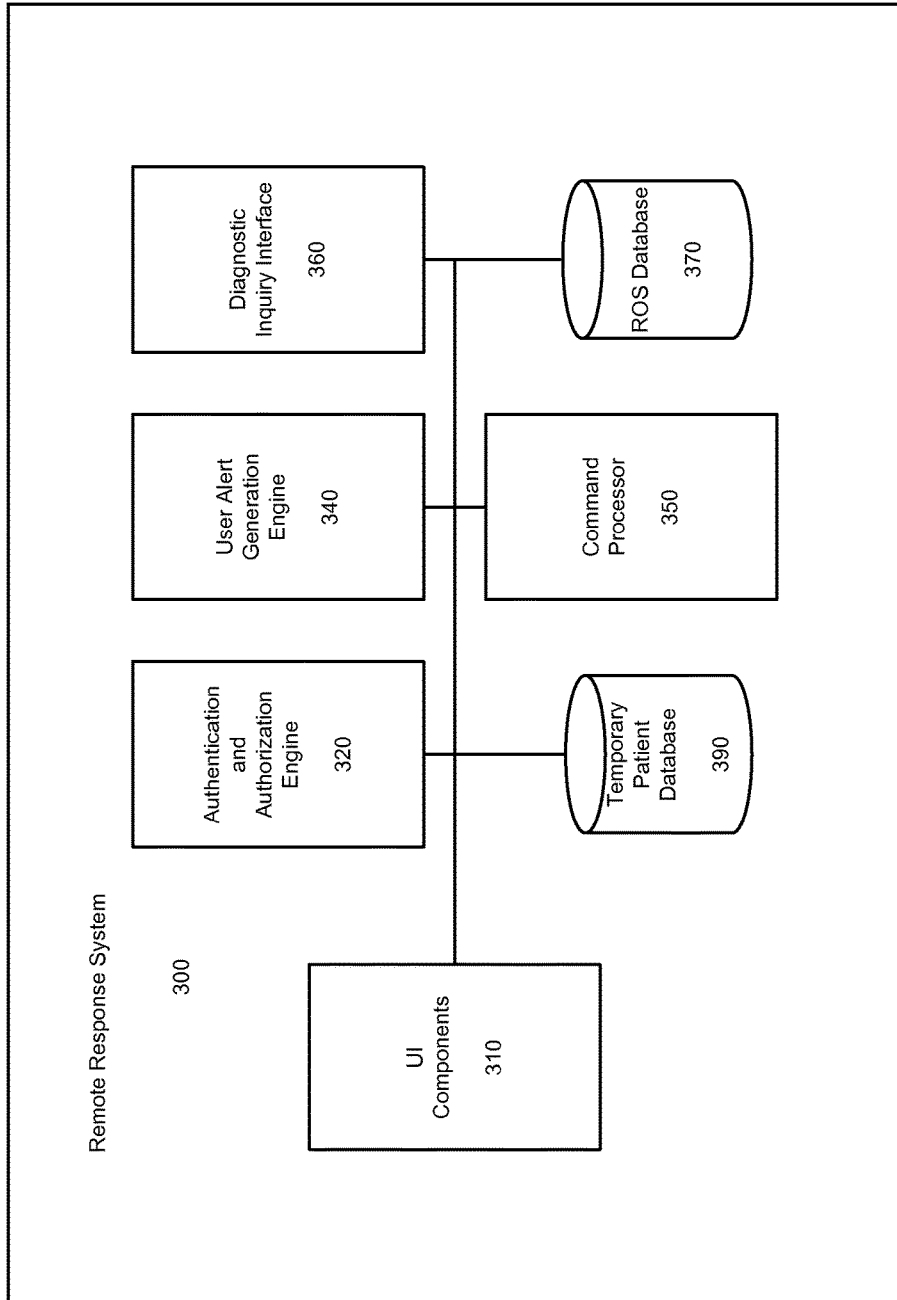 Remote Response System
300
UI
Components
310
Authentication
and
Authorization
Engine
320
User Alert
Generation
Engine
340
Diagnostic
Inquiry Interface
360
Temporary
Patient
Database
390
Command
Processor
350
ROS Database
370